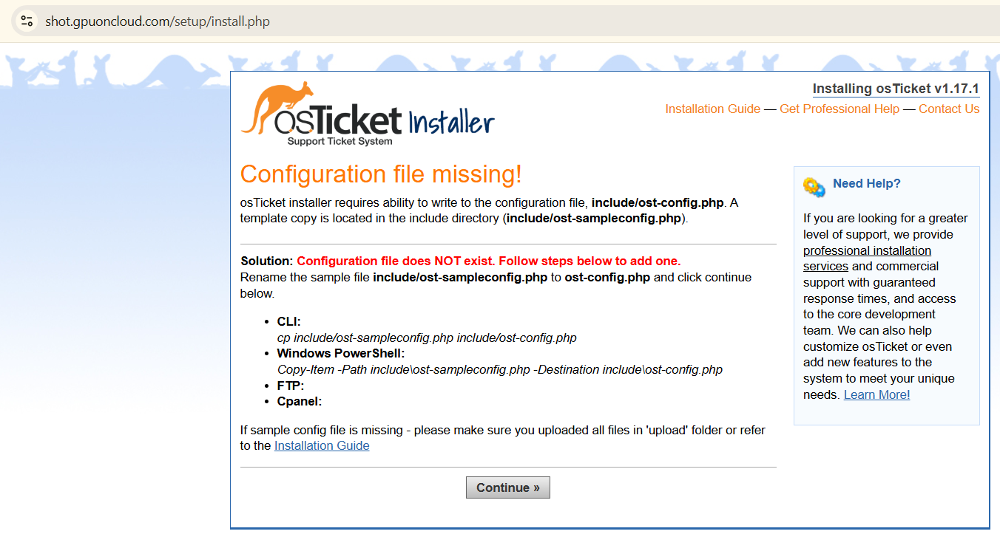 shot.gpuoncloud.com/setup/install.php
osTicket Installer
Support Ticket System
Installing osTicket v1.17.1
Installation Guide — Get Professional Help — Contact Us
Configuration file missing!
osTicket installer requires ability to write to the configuration file, include/ost-config.php. A
template copy is located in the include directory (include/ost-sampleconfig.php).
Solution: Configuration file does NOT exist. Follow steps below to add one.
Rename the sample file include/ost-sampleconfig.php to ost-config.php and click continue
below.
• CLI:
cp include/ost-sampleconfig.php include/ost-config.php
• Windows PowerShell:
Copy-Item -Path include\ost-sampleconfig.php -Destination include\ost-config.php
• FTP:
• Cpanel:
If sample config file is missing - please make sure you uploaded all files in 'upload' folder or refer
to the Installation Guide
Continue »
Need Help?
If you are looking for a greater
level of support, we provide
professional installation
services and commercial
support with guaranteed
response times, and access
to the core development
team. We can also help
customize osTicket or even
add new features to the
system to meet your unique
needs. Learn More!